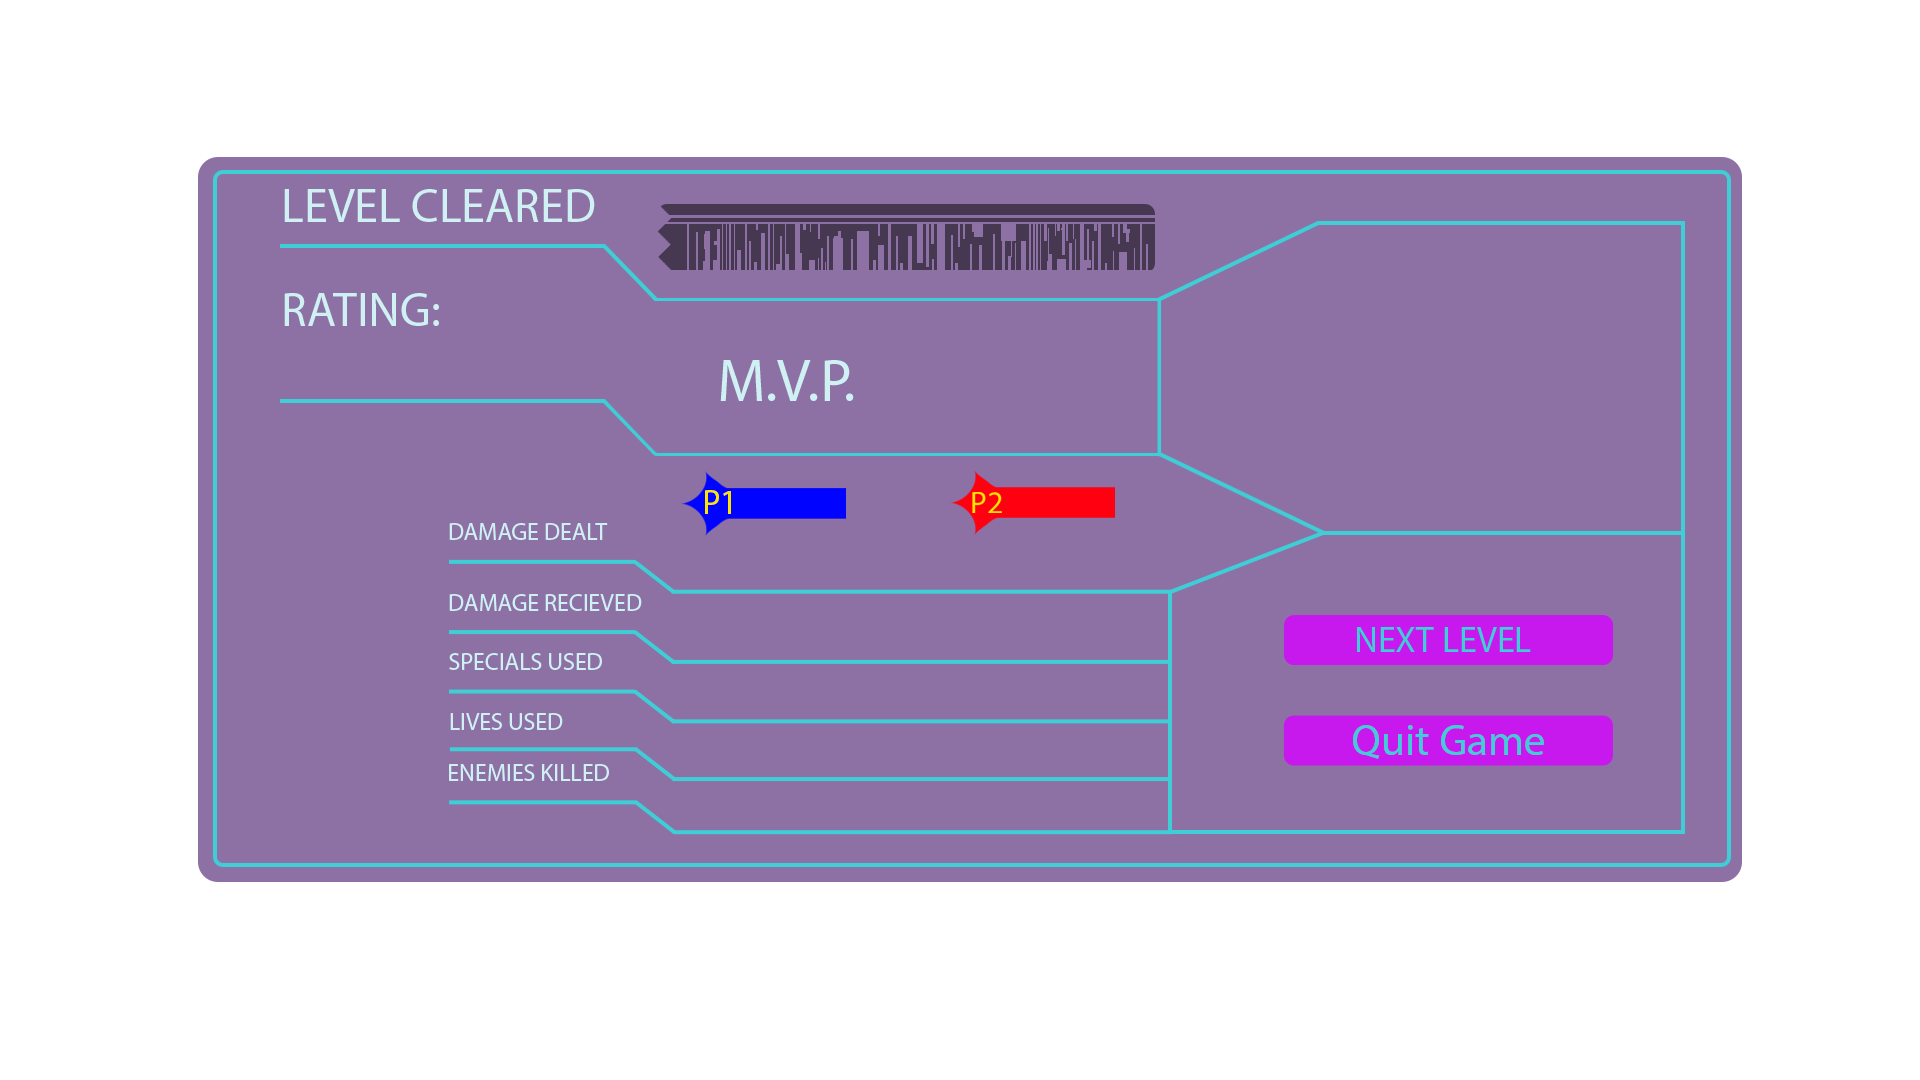 LEVEL CLEARED
RATING:
M.V.P.
P1 P2
DAMAGE DEALT
DAMAGE RECIEVED
SPECIALS USED
LIVES USED
ENEMIES KILLED
NEXT LEVEL
Quit Game